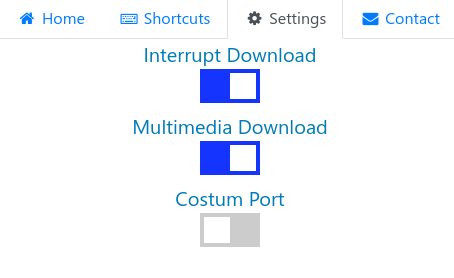 Home Shortcuts Settings Contact
Interrupt Download
Multimedia Download
Costum Port